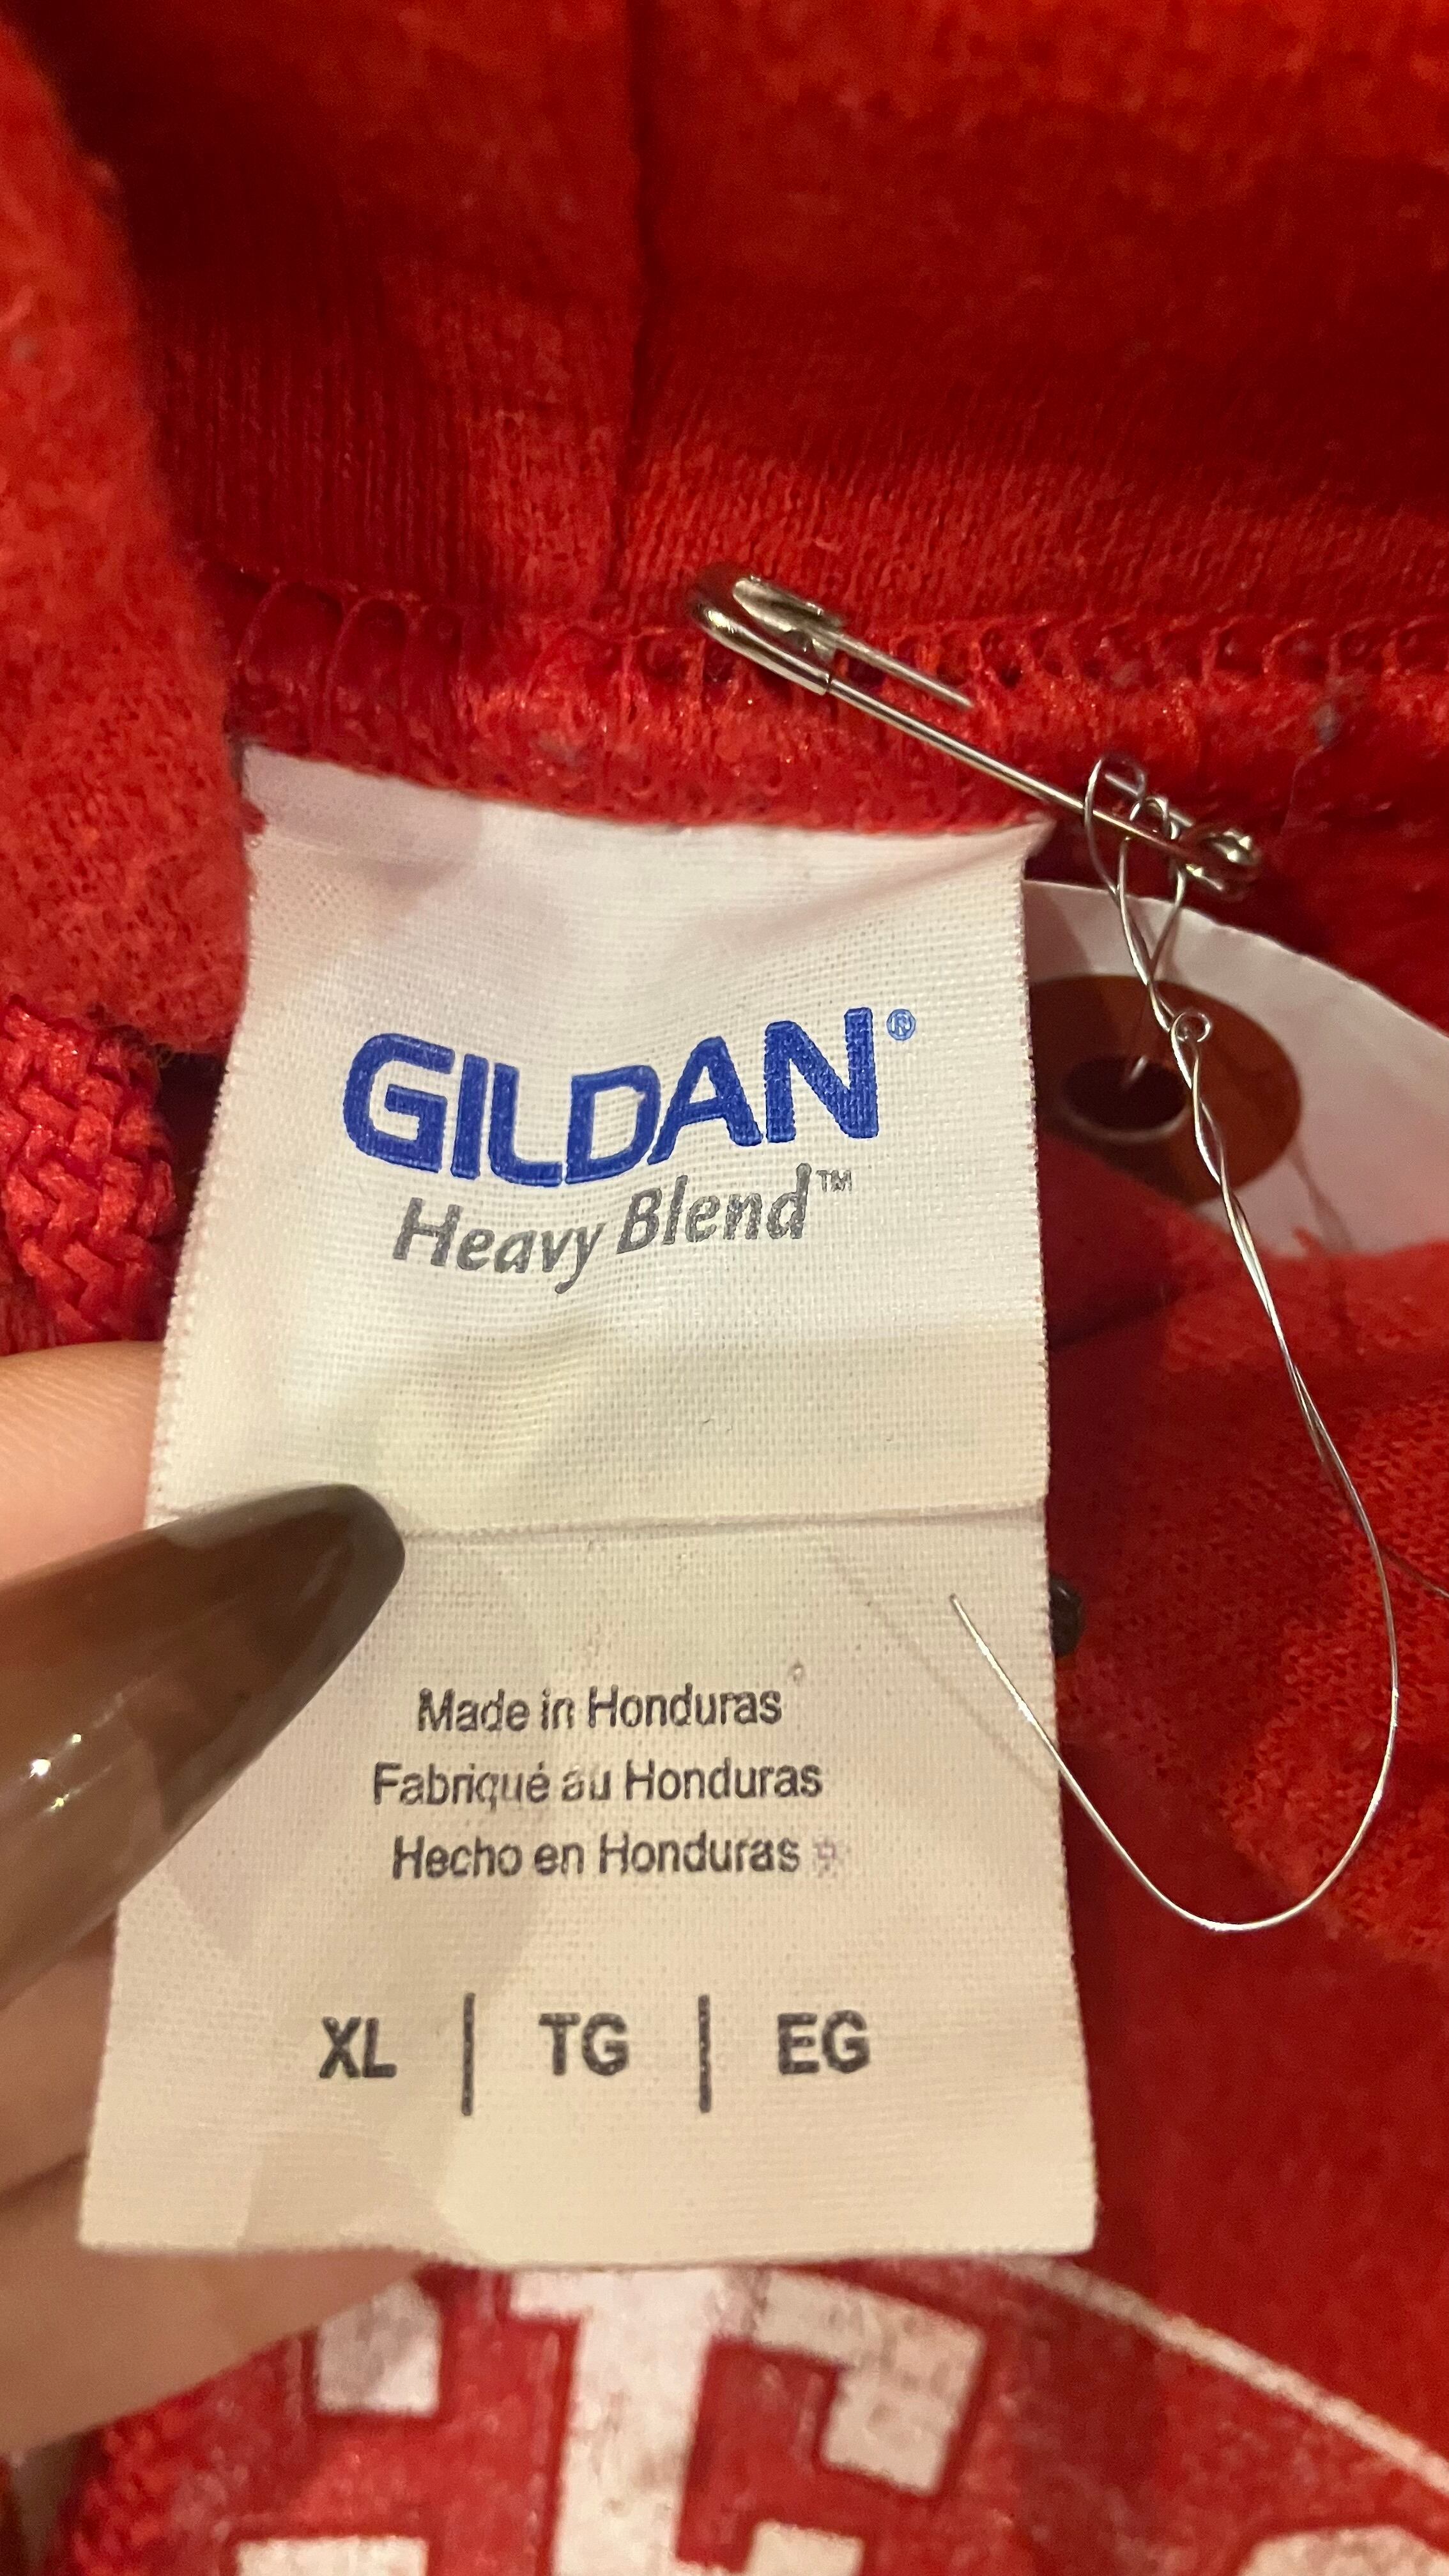 GILDAN®
Heavy Blend™
Made in Honduras
Fabriqué au Honduras
Hecho en Honduras
XL | TG | EG